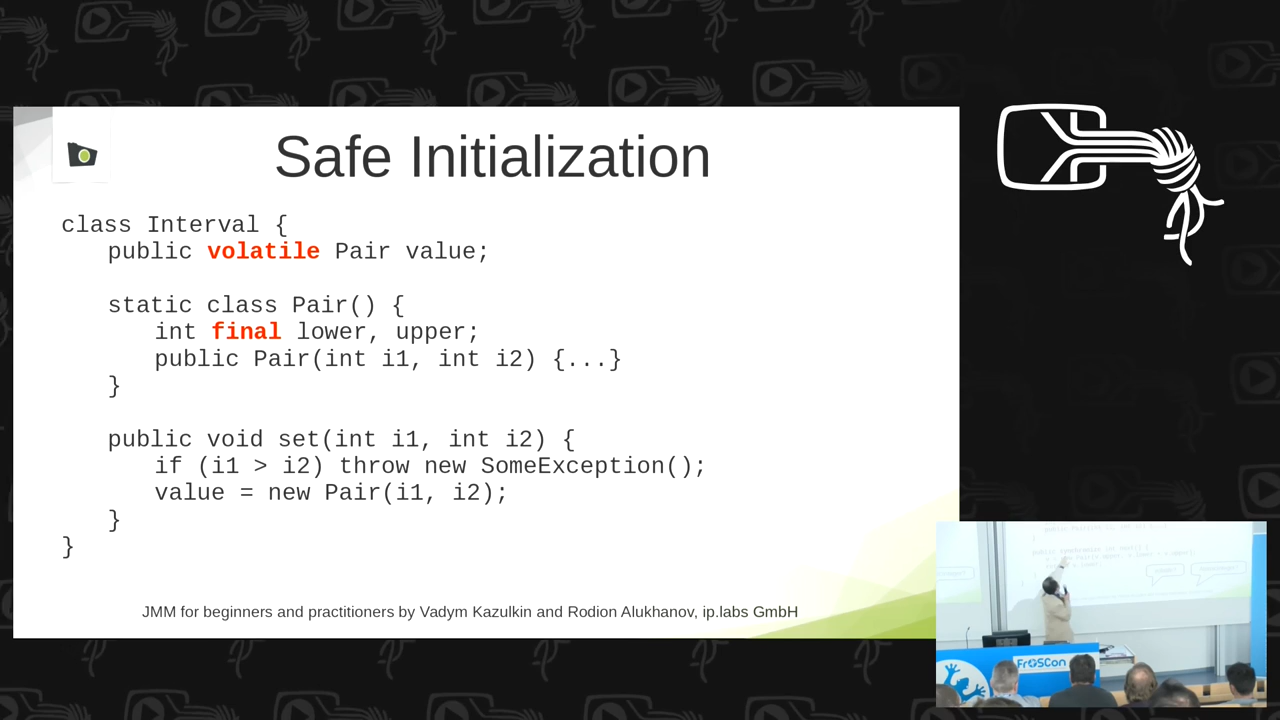 Safe Initialization
class Interval {
public volatile Pair value;
static class Pair() {
int final lower, upper;
public Pair(int i1, int i2) {...}
}
public void set(int i1, int i2) {
if (i1 > i2) throw new SomeException();
value = new Pair(i1, i2);
}
}
JMM for beginners and practitioners by Vadym Kazulkin and Rodion Alukhanov, ip.labs GmbH
FrOSCon